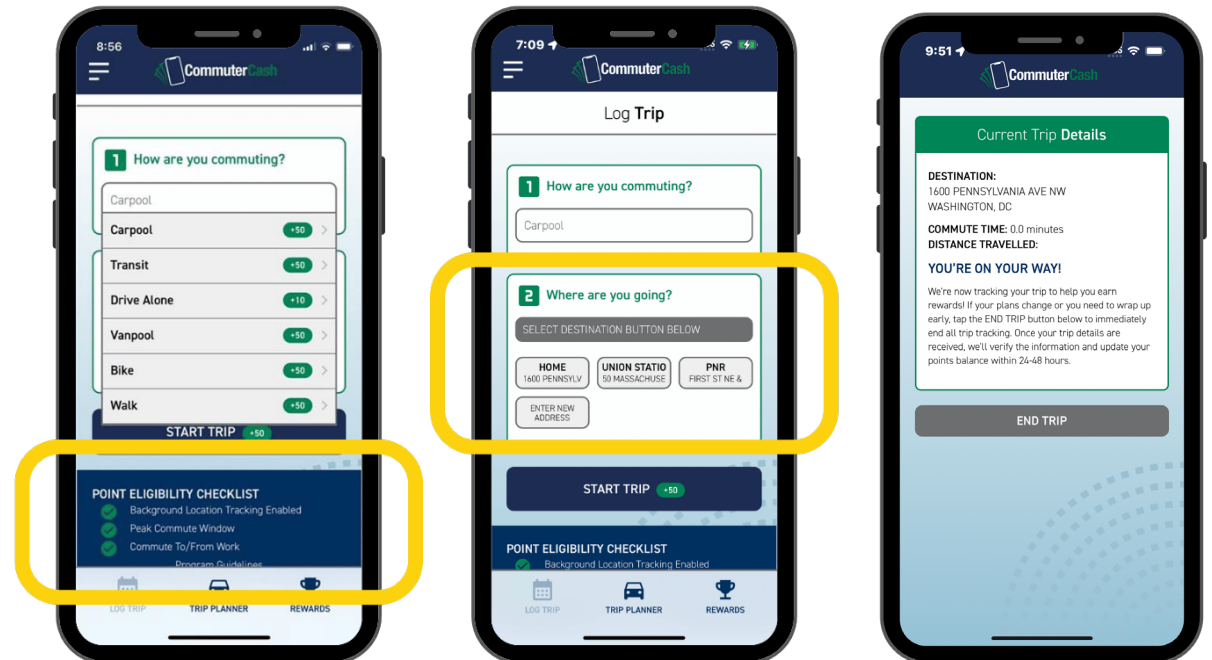 8:56
CommuterCash
1 How are you commuting?
Carpool
Carpool +50
Transit +50
Drive Alone +10
Vanpool +50
Bike +50
Walk +50
START TRIP +50
POINT ELIGIBILITY CHECKLIST
Background Location Tracking Enabled
Peak Commute Window
Commute To/From Work
Program Guidelines
LOG TRIP TRIP PLANNER REWARDS
7:09
CommuterCash
Log Trip
1 How are you commuting?
Carpool
2 Where are you going?
SELECT DESTINATION BUTTON BELOW
HOME UNION STATIO PNR
1600 PENNSYLV 50 MASSACHUSE FIRST ST NE &
ENTER NEW
ADDRESS
START TRIP +50
POINT ELIGIBILITY CHECKLIST
Background Location Tracking Enabled
LOG TRIP TRIP PLANNER REWARDS
9:51
CommuterCash
Current Trip Details
DESTINATION:
1600 PENNSYLVANIA AVE NW
WASHINGTON, DC
COMMUTE TIME: 0.0 minutes
DISTANCE TRAVELLED:
YOU'RE ON YOUR WAY!
We're now tracking your trip to help you earn
rewards! If your plans change or you need to wrap up
early, tap the END TRIP button below to immediately
end all trip tracking. Once your trip details are
received, we'll verify the information and update your
points balance within 24-48 hours.
END TRIP